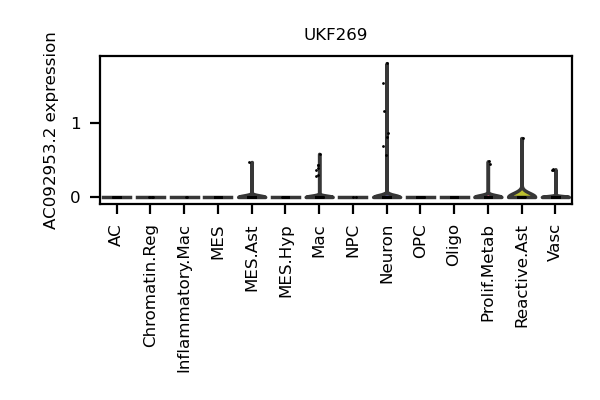 UKF269
AC092953.2 expression
1
0
AC
Chromatin.Reg
Inflammatory.Mac
MES
MES.Ast
MES.Hyp
Mac
NPC
Neuron
OPC
Oligo
Prolif.Metab
Reactive.Ast
Vasc